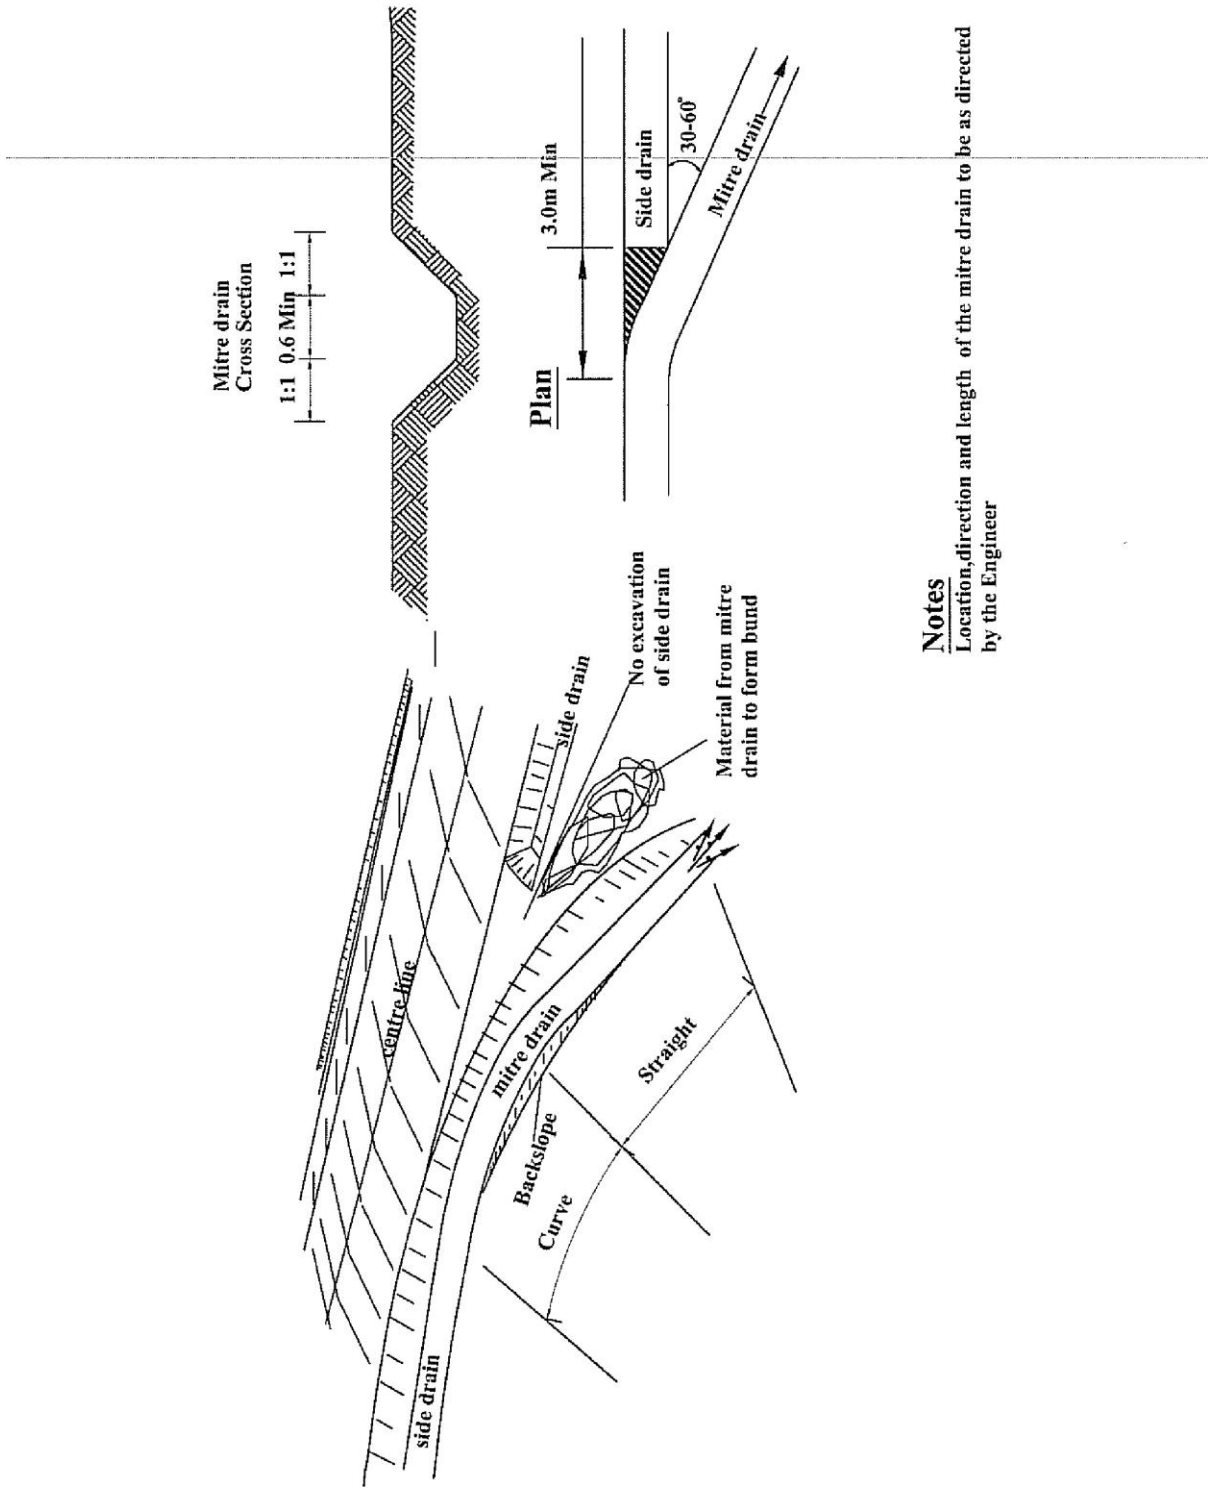 Mitre drain
Cross Section
1:1 0.6 Min 1:1
Plan
3.0m Min
Side drain
30-60°
Mitre drain
centre line
side drain
side drain
No excavation
of side drain
Material from mitre
drain to form bund
mitre drain
Backslope
Curve
Straight
Notes
Location,direction and length of the mitre drain to be as directed
by the Engineer